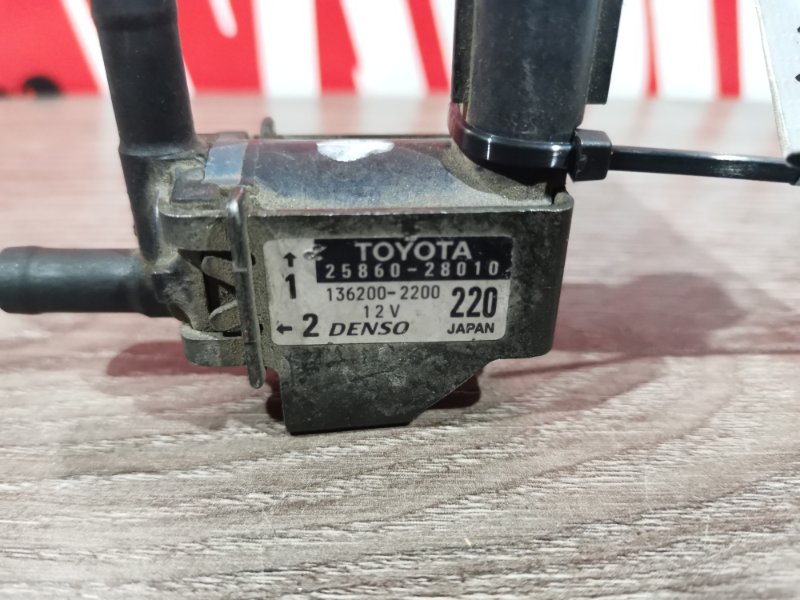 TOYOTA
25860-28010
↑
1
136200-2200
12V
220
←2
DENSO
JAPAN